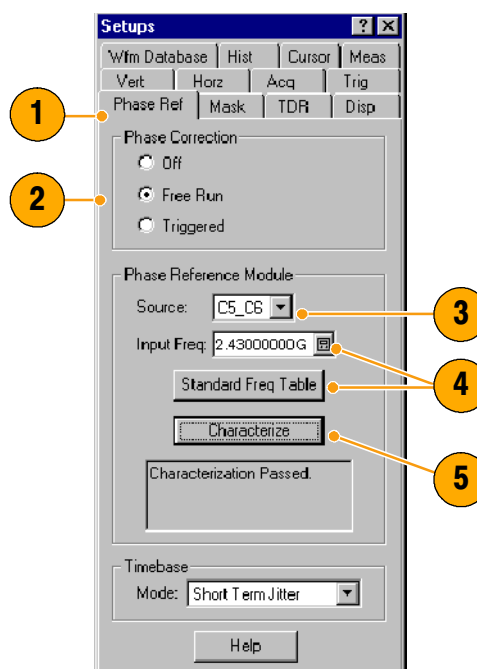 Setups
Wfm Database Hist Cursor Meas
Vert Horz Acq Trig
Phase Ref Mask TDR Disp
1
Phase Correction
Off
2
Free Run
Triggered
Phase Reference Module
Source: C5_C6
3
Input Freq: 2.43000000G
4
Standard Freq Table
Characterize
5
Characterization Passed.
Timebase
Mode: Short Term Jitter
Help